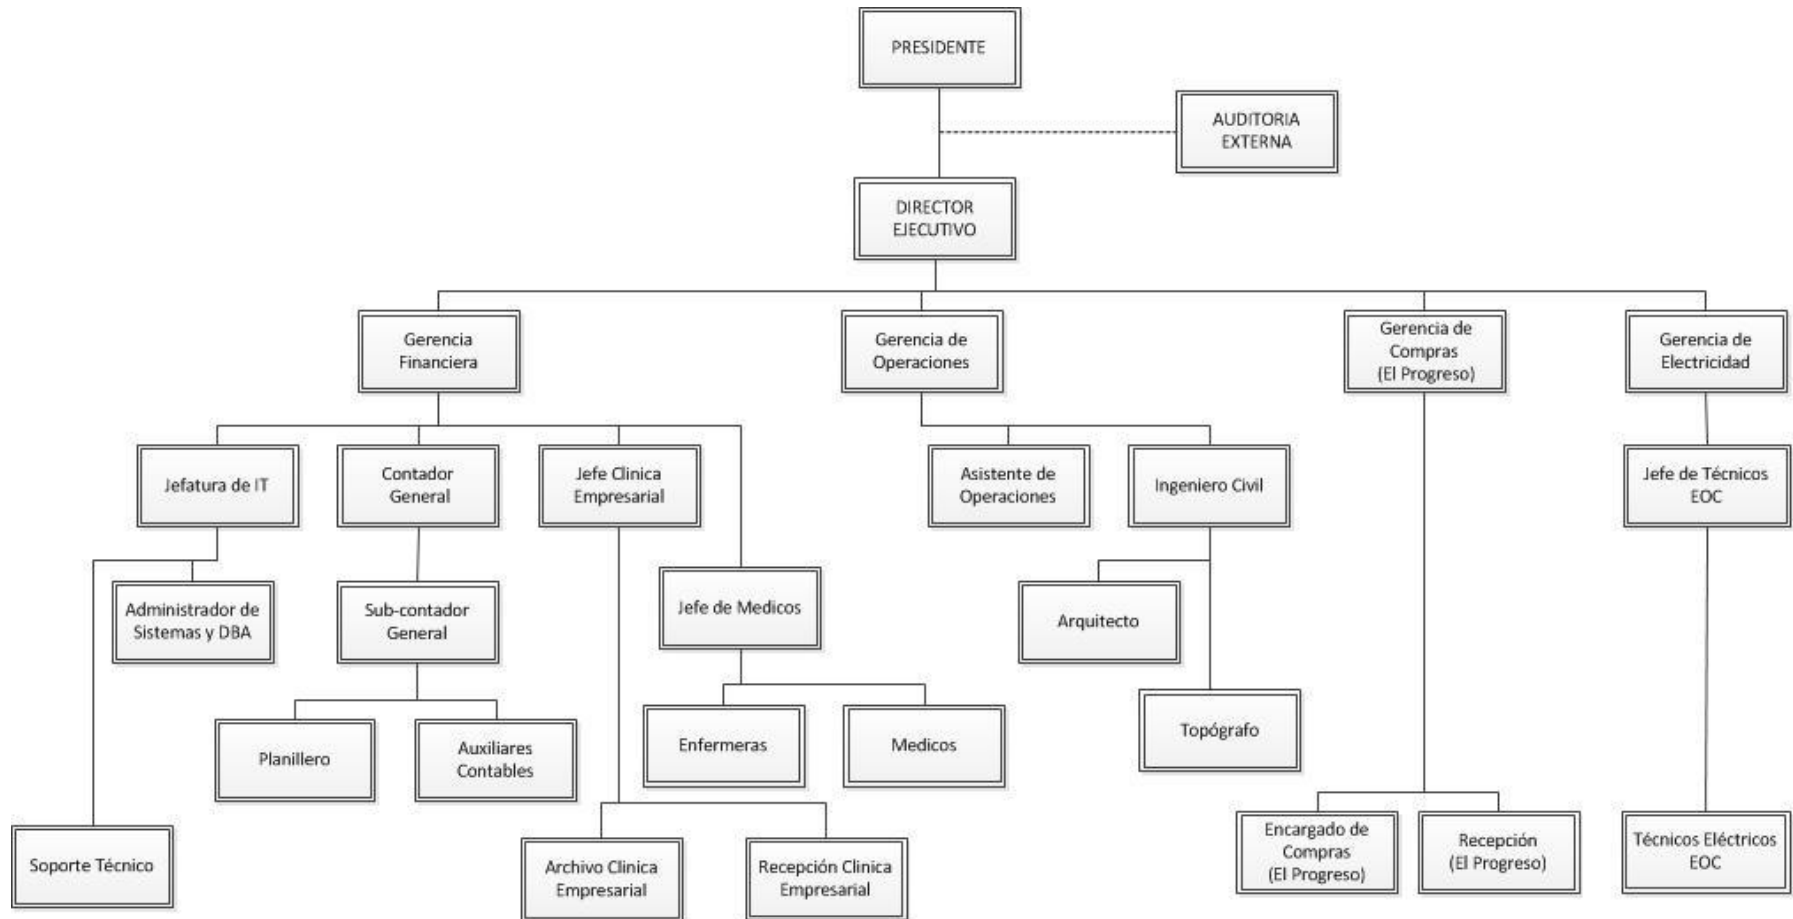 PRESIDENTE
AUDITORIA
EXTERNA
DIRECTOR
EJECUTIVO
Gerencia
Financiera
Gerencia de
Operaciones
Gerencia de
Compras
(El Progreso)
Gerencia de
Electricidad
Jefatura de IT
Contador
General
Jefe Clinica
Empresarial
Asistente de
Operaciones
Ingeniero Civil
Jefe de Técnicos
EOC
Administrador de
Sistemas y DBA
Sub-contador
General
Jefe de Medicos
Arquitecto
Planillero
Auxiliares
Contables
Enfermeras
Medicos
Topógrafo
Soporte Técnico
Archivo Clinica
Empresarial
Recepción Clinica
Empresarial
Encargado de
Compras
(El Progreso)
Recepción
(El Progreso)
Técnicos Eléctricos
EOC